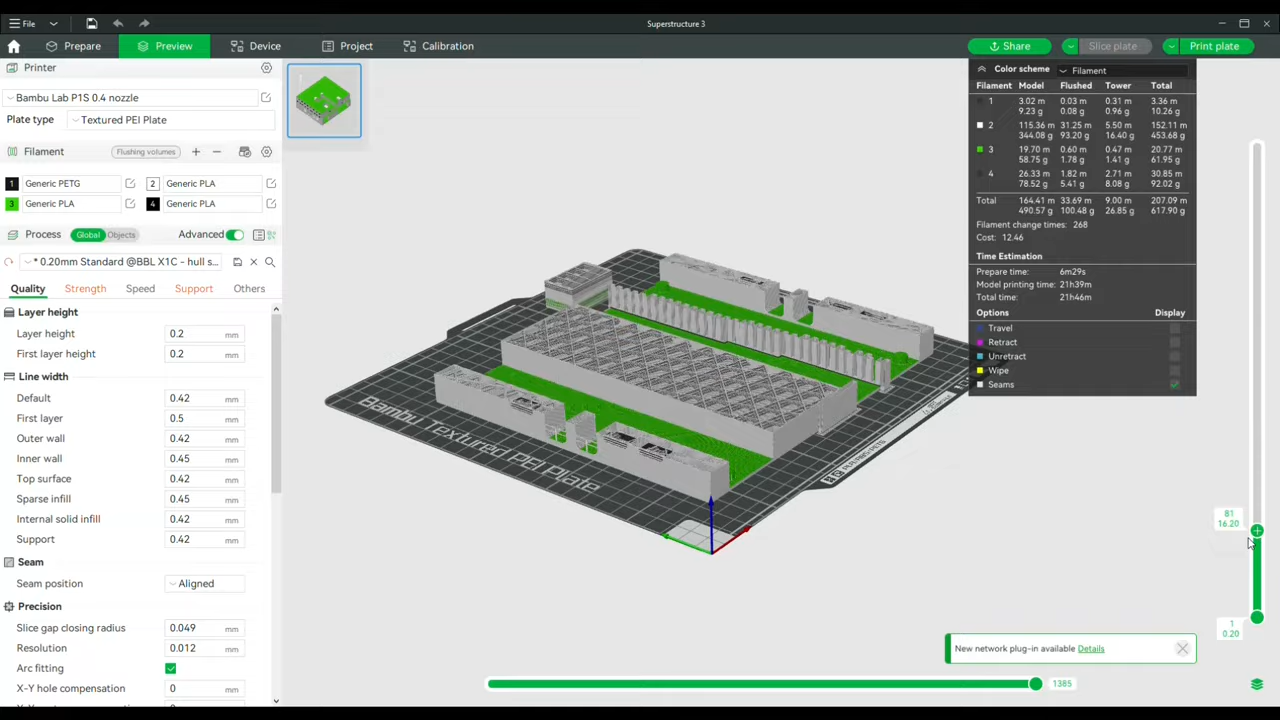 File
Superstructure 3
Prepare
Preview
Device
Project
Calibration
Share
Slice plate
Print plate
Printer
Bambu Lab P1S 0.4 nozzle
Plate type
Textured PEI Plate
Filament
Flushing volumes
1 Generic PETG
2 Generic PLA
3 Generic PLA
4 Generic PLA
Process
Global
Objects
Advanced
* 0.20mm Standard @BBL X1C - hull s...
Quality
Strength
Speed
Support
Others
Layer height
Layer height 0.2 mm
First layer height 0.2 mm
Line width
Default 0.42 mm
First layer 0.5 mm
Outer wall 0.42 mm
Inner wall 0.45 mm
Top surface 0.42 mm
Sparse infill 0.45 mm
Internal solid infill 0.42 mm
Support 0.42 mm
Seam
Seam position Aligned
Precision
Slice gap closing radius 0.049 mm
Resolution 0.012 mm
Arc fitting
X-Y hole compensation 0 mm
Bambu Textured PEI Plate
Color scheme Filament
Filament Model Flushed Tower Total
1 3.02 m 0.03 m 0.31 m 3.36 m
9.23 g 0.08 g 0.96 g 10.26 g
2 115.36 m 31.25 m 5.50 m 152.11 m
344.08 g 93.20 g 16.40 g 453.68 g
3 19.70 m 0.60 m 0.47 m 20.77 m
58.75 g 1.78 g 1.41 g 61.95 g
4 26.33 m 1.82 m 2.71 m 30.85 m
78.52 g 5.41 g 8.08 g 92.02 g
Total 164.41 m 33.69 m 9.00 m 207.09 m
490.57 g 100.48 g 26.85 g 617.90 g
Filament change times: 268
Cost: 12.46
Time Estimation
Prepare time: 6m29s
Model printing time: 21h39m
Total time: 21h46m
Options Display
Travel
Retract
Unretract
Wipe
Seams
81
16.20
1
0.20
New network plug-in available Details
1385